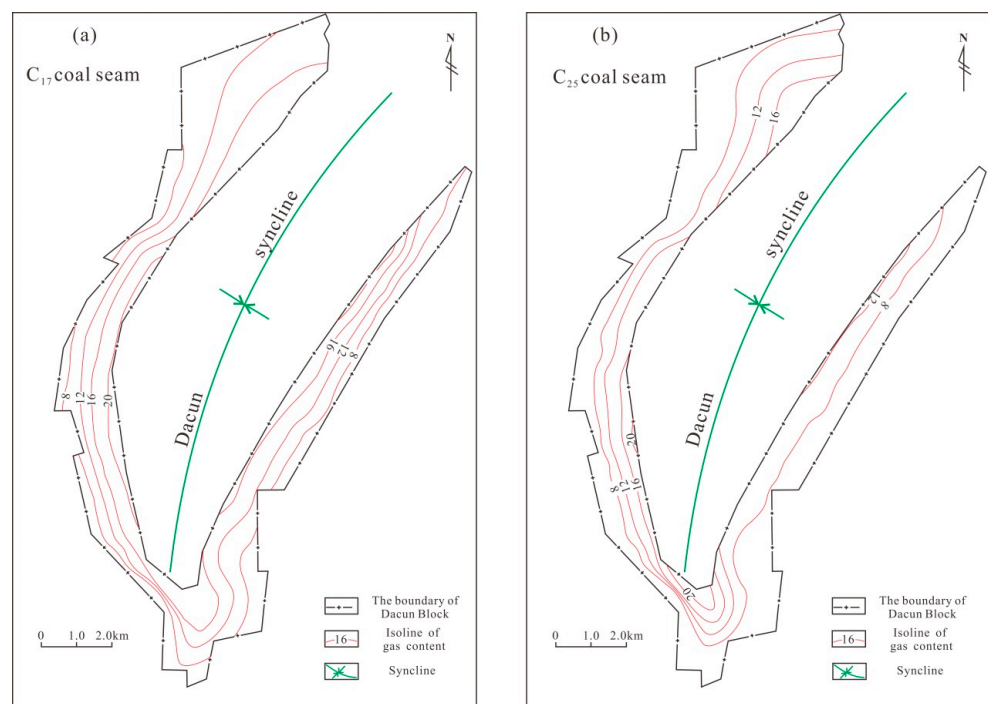 (a)
N
C₁₇ coal seam
syncline
Dacun
16
12
8
8
12
16
20
The boundary of
Dacun Block
16
Isoline of
gas content
Syncline
0 1.0 2.0km
(b)
N
C₂₅ coal seam
12
16
syncline
Dacun
12
8
20
8
12
16
20
The boundary of
Dacun Block
16
Isoline of
gas content
Syncline
0 1.0 2.0km